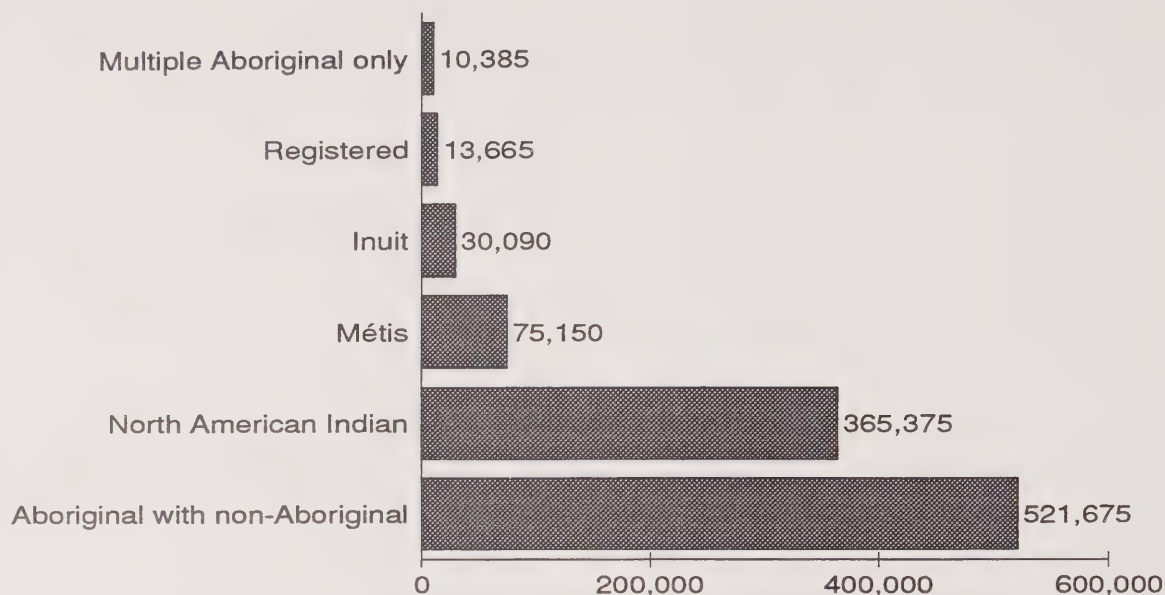 Multiple Aboriginal only 10,385
Registered 13,665
Inuit 30,090
Métis 75,150
North American Indian 365,375
Aboriginal with non-Aboriginal 521,675
0 200,000 400,000 600,000